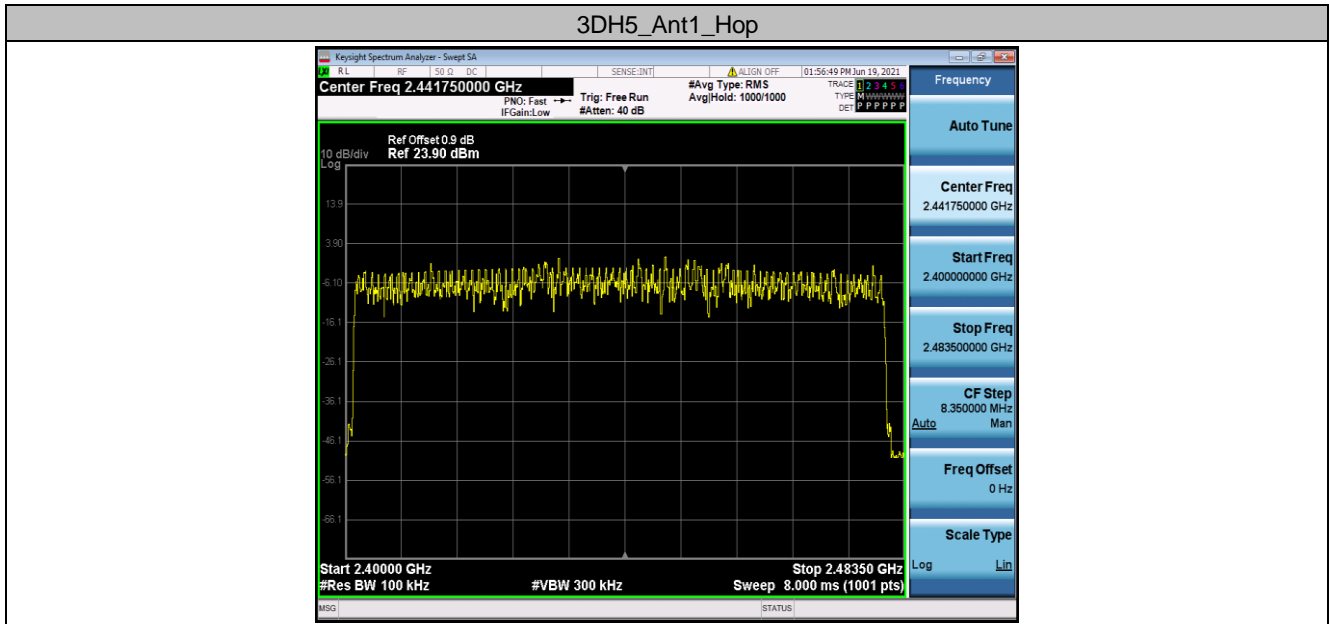 3DH5_Ant1_Hop
Keysight Spectrum Analyzer - Swept SA
RL RF 50 Ω DC SENSE:INT ALIGN OFF 01:56:49 PM Jun 19, 2021
Center Freq 2.441750000 GHz
PNO: Fast
IFGain:Low
Trig: Free Run
#Atten: 40 dB
#Avg Type: RMS
Avg|Hold: 1000/1000
TRACE 1 2 3 4 5 6
TYPE M W W W W W
DET P P P P P P
Ref Offset 0.9 dB
10 dB/div Ref 23.90 dBm
Log
13.9
3.90
-6.10
-16.1
-26.1
-36.1
-46.1
-56.1
-66.1
Start 2.40000 GHz Stop 2.48350 GHz
#Res BW 100 kHz #VBW 300 kHz Sweep 8.000 ms (1001 pts)
MSG STATUS
Frequency
Auto Tune
Center Freq
2.441750000 GHz
Start Freq
2.400000000 GHz
Stop Freq
2.483500000 GHz
CF Step
8.350000 MHz
Auto Man
Freq Offset
0 Hz
Scale Type
Log Lin